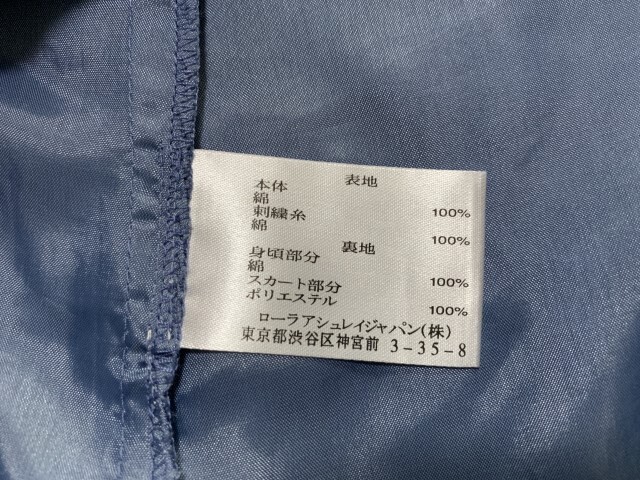 表地
本体
綿 100%
刺繍糸
綿 100%
裏地
身頃部分
綿 100%
スカート部分
ポリエステル 100%
ローラアシュレイジャパン(株)
東京都渋谷区神宮前 3-35-8